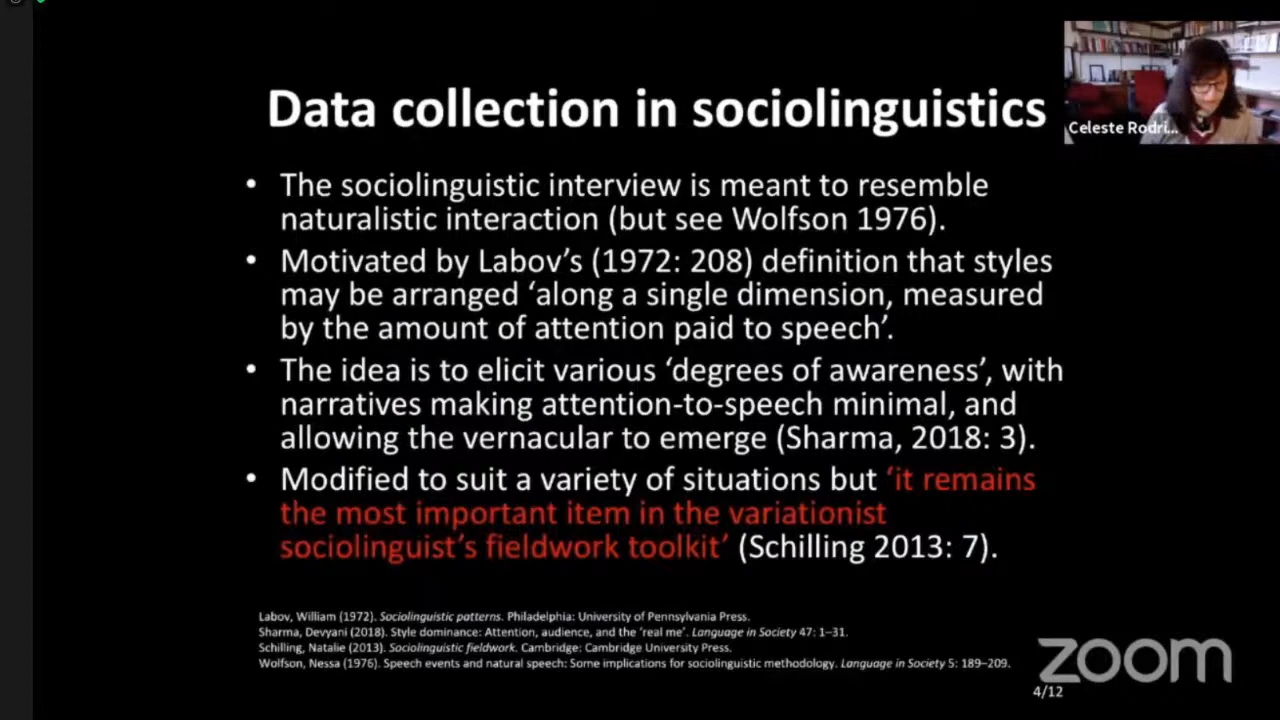 Data collection in sociolinguistics
Celeste Rodri...
• The sociolinguistic interview is meant to resemble
naturalistic interaction (but see Wolfson 1976).
• Motivated by Labov’s (1972: 208) definition that styles
may be arranged ‘along a single dimension, measured
by the amount of attention paid to speech’.
• The idea is to elicit various ‘degrees of awareness’, with
narratives making attention-to-speech minimal, and
allowing the vernacular to emerge (Sharma, 2018: 3).
• Modified to suit a variety of situations but ‘it remains
the most important item in the variationist
sociolinguist’s fieldwork toolkit’ (Schilling 2013: 7).
Labov, William (1972). Sociolinguistic patterns. Philadelphia: University of Pennsylvania Press.
Sharma, Devyani (2018). Style dominance: Attention, audience, and the ‘real me’. Language in Society 47: 1–31.
Schilling, Natalie (2013). Sociolinguistic fieldwork. Cambridge: Cambridge University Press.
Wolfson, Nessa (1976). Speech events and natural speech: Some implications for sociolinguistic methodology. Language in Society 5: 189–209.
zoom
4/12